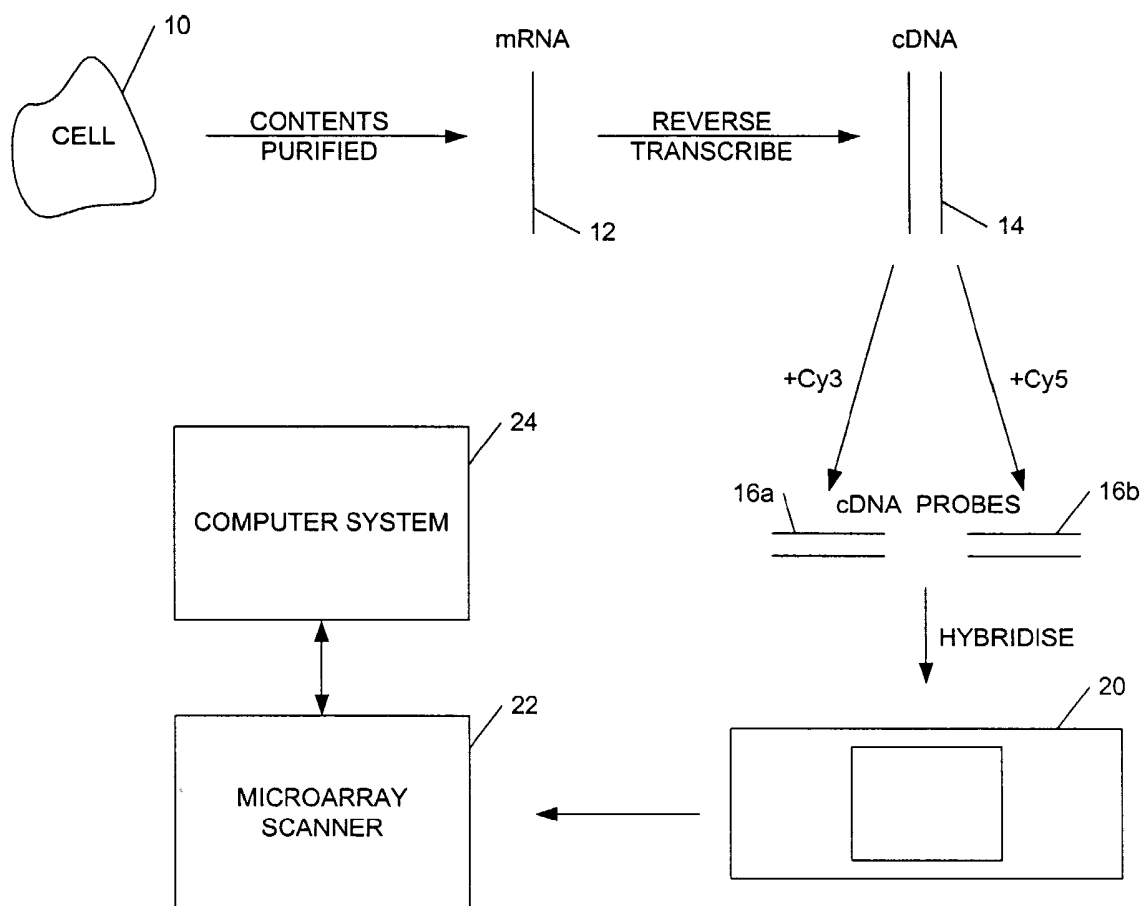 10
mRNA
cDNA
CELL
CONTENTS
PURIFIED
REVERSE
TRANSCRIBE
12
14
+Cy3
+Cy5
24
COMPUTER SYSTEM
16a
cDNA PROBES
16b
HYBRIDISE
22
20
MICROARRAY
SCANNER